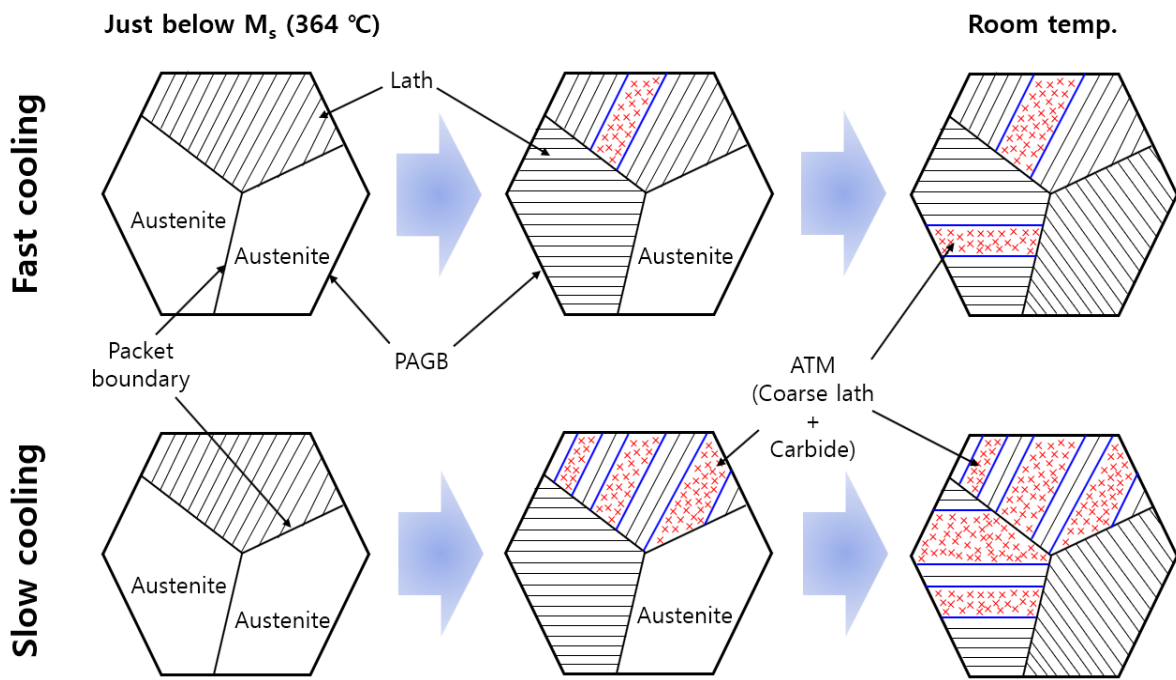 Just below Ms (364 ℃)
Room temp.
Fast cooling
Lath
Austenite
Austenite
Austenite
Packet
boundary
PAGB
ATM
(Coarse lath
+
Carbide)
Slow cooling
Austenite
Austenite
Austenite